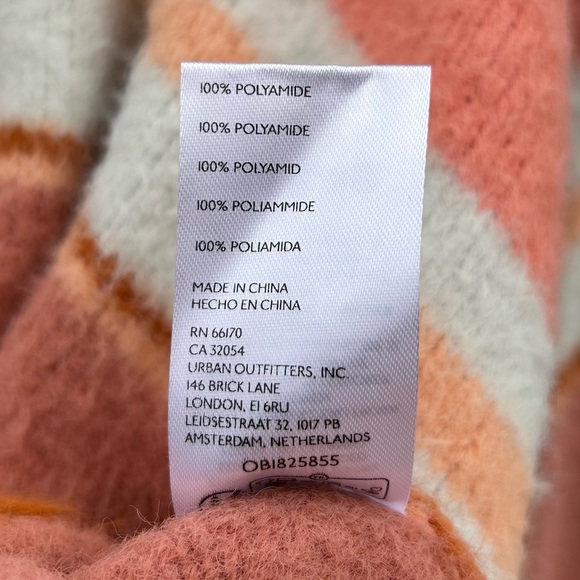 100% POLYAMIDE
100% POLYAMIDE
100% POLYAMID
100% POLIAMMIDE
100% POLIAMIDA
MADE IN CHINA
HECHO EN CHINA
RN 66170
CA 32054
URBAN OUTFITTERS, INC.
146 BRICK LANE
LONDON, E1 6RU
LEIDSESTRAAT 32, 1017 PB
AMSTERDAM, NETHERLANDS
OB1825855